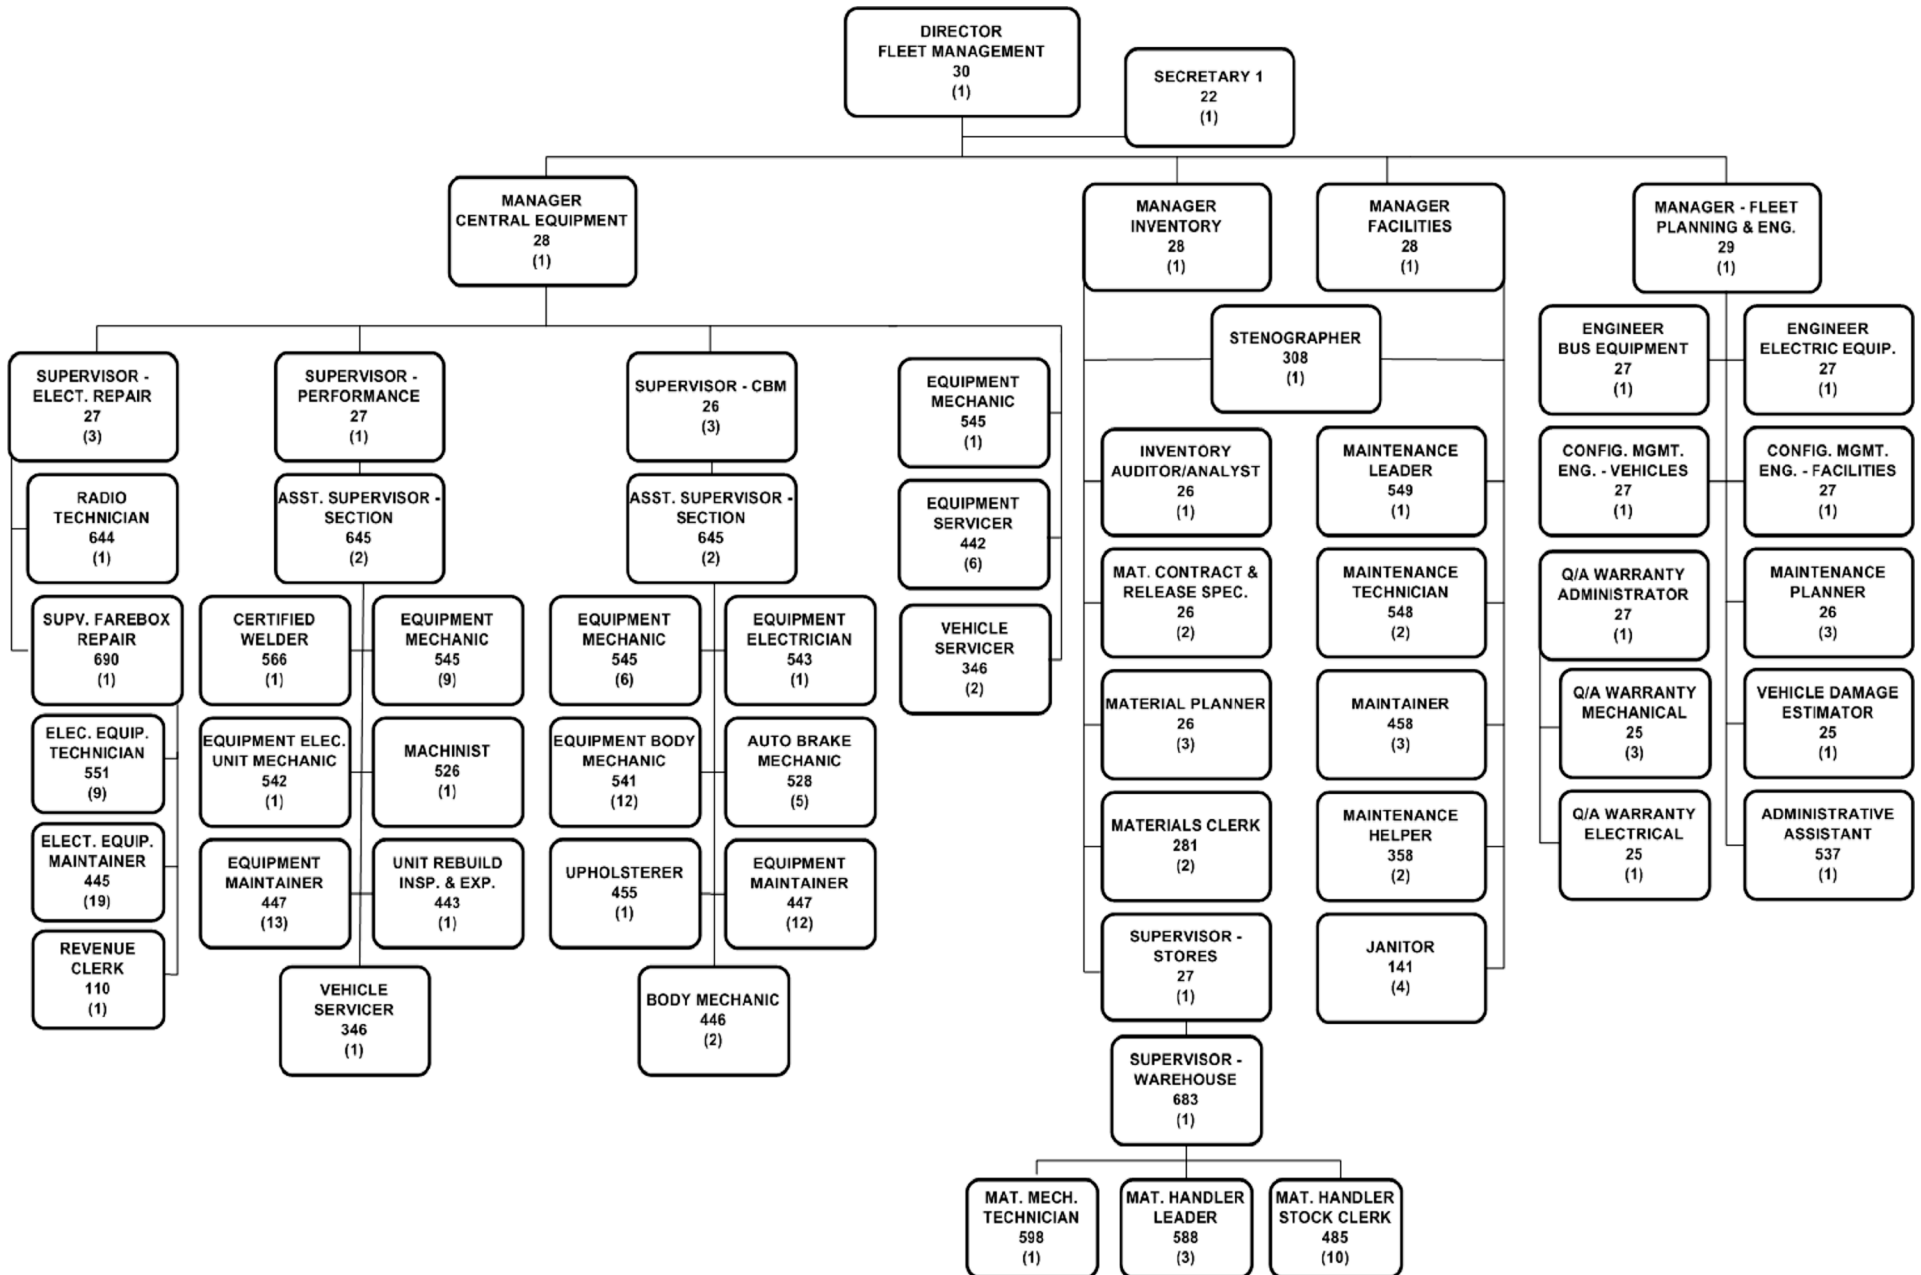 DIRECTOR
FLEET MANAGEMENT
30
(1)
SECRETARY 1
22
(1)
MANAGER
CENTRAL EQUIPMENT
28
(1)
MANAGER
INVENTORY
28
(1)
MANAGER
FACILITIES
28
(1)
MANAGER - FLEET
PLANNING & ENG.
29
(1)
SUPERVISOR -
ELECT. REPAIR
27
(3)
RADIO
TECHNICIAN
644
(1)
SUPV. FAREBOX
REPAIR
690
(1)
ELEC. EQUIP.
TECHNICIAN
551
(9)
ELECT. EQUIP.
MAINTAINER
445
(19)
REVENUE
CLERK
110
(1)
SUPERVISOR -
PERFORMANCE
27
(1)
ASST. SUPERVISOR -
SECTION
645
(2)
CERTIFIED
WELDER
566
(1)
EQUIPMENT
MECHANIC
545
(9)
EQUIPMENT ELEC.
UNIT MECHANIC
542
(1)
MACHINIST
526
(1)
EQUIPMENT
MAINTAINER
447
(13)
UNIT REBUILD
INSP. & EXP.
443
(1)
VEHICLE
SERVICER
346
(1)
SUPERVISOR - CBM
26
(3)
ASST. SUPERVISOR -
SECTION
645
(2)
EQUIPMENT
MECHANIC
545
(6)
EQUIPMENT
ELECTRICIAN
543
(1)
EQUIPMENT BODY
MECHANIC
541
(12)
AUTO BRAKE
MECHANIC
528
(5)
UPHOLSTERER
455
(1)
EQUIPMENT
MAINTAINER
447
(12)
BODY MECHANIC
446
(2)
EQUIPMENT
MECHANIC
545
(1)
EQUIPMENT
SERVICER
442
(6)
VEHICLE
SERVICER
346
(2)
STENOGRAPHER
308
(1)
INVENTORY
AUDITOR/ANALYST
26
(1)
MAT. CONTRACT &
RELEASE SPEC.
26
(2)
MATERIAL PLANNER
26
(3)
MATERIALS CLERK
281
(2)
SUPERVISOR -
STORES
27
(1)
SUPERVISOR -
WAREHOUSE
683
(1)
MAT. MECH.
TECHNICIAN
598
(1)
MAT. HANDLER
LEADER
588
(3)
MAT. HANDLER
STOCK CLERK
485
(10)
MAINTENANCE
LEADER
549
(1)
MAINTENANCE
TECHNICIAN
548
(2)
MAINTAINER
458
(3)
MAINTENANCE
HELPER
358
(2)
JANITOR
141
(4)
ENGINEER
BUS EQUIPMENT
27
(1)
ENGINEER
ELECTRIC EQUIP.
27
(1)
CONFIG. MGMT.
ENG. - VEHICLES
27
(1)
CONFIG. MGMT.
ENG. - FACILITIES
27
(1)
Q/A WARRANTY
ADMINISTRATOR
27
(1)
MAINTENANCE
PLANNER
26
(3)
Q/A WARRANTY
MECHANICAL
25
(3)
VEHICLE DAMAGE
ESTIMATOR
25
(1)
Q/A WARRANTY
ELECTRICAL
25
(1)
ADMINISTRATIVE
ASSISTANT
537
(1)